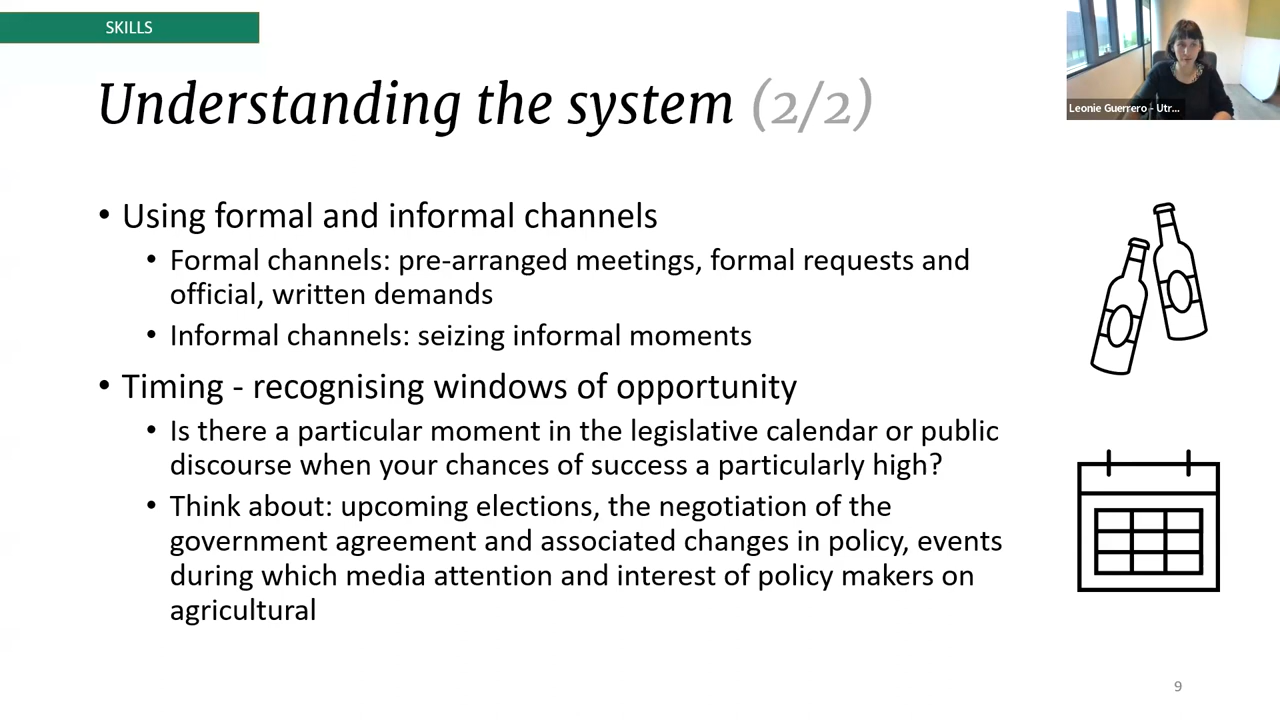 SKILLS
Understanding the system (2/2)
Leonie Guerrero - Utr...
• Using formal and informal channels
• Formal channels: pre-arranged meetings, formal requests and
official, written demands
• Informal channels: seizing informal moments
• Timing - recognising windows of opportunity
• Is there a particular moment in the legislative calendar or public
discourse when your chances of success a particularly high?
• Think about: upcoming elections, the negotiation of the
government agreement and associated changes in policy, events
during which media attention and interest of policy makers on
agricultural
9